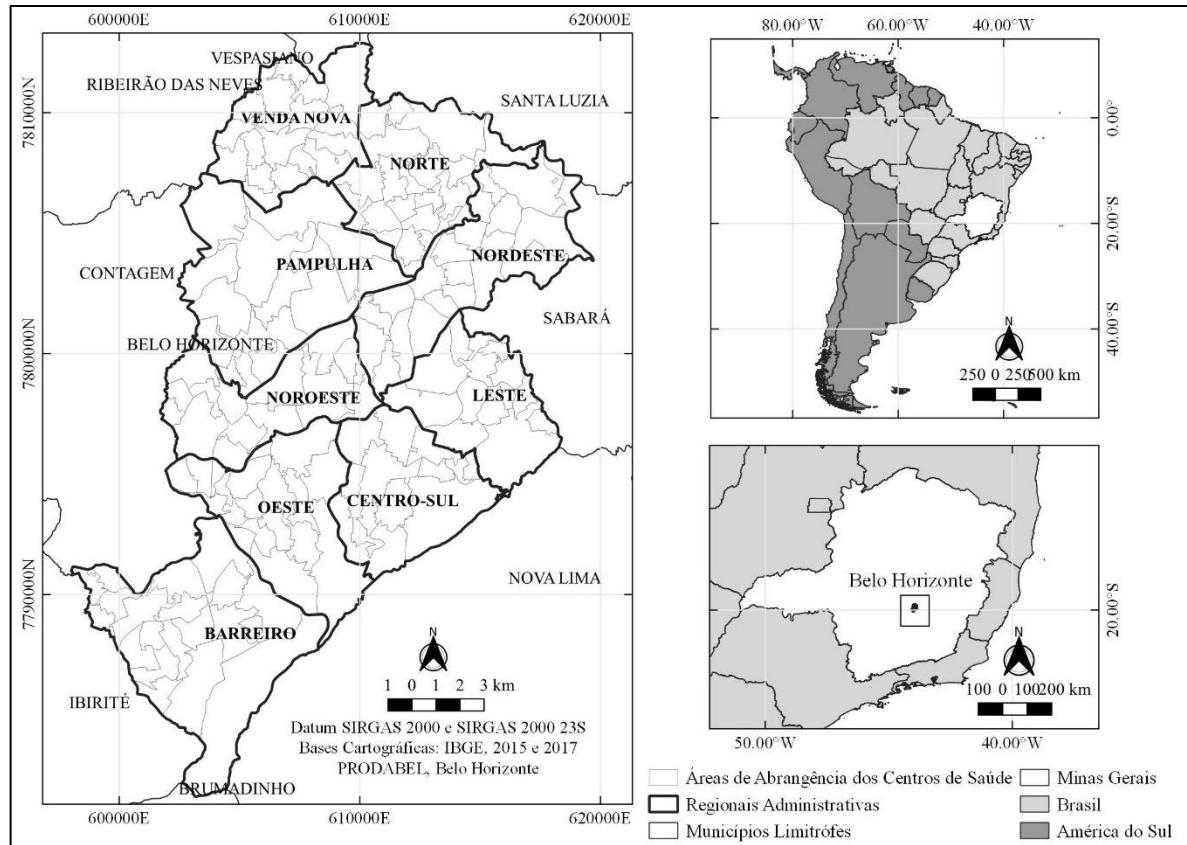 600000E 610000E 620000E
7810000N
7800000N
7790000N
VESPASIANO
RIBEIRÃO DAS NEVES
SANTA LUZIA
VENDA NOVA
NORTE
NORDESTE
PAMPULHA
CONTAGEM
SABARÁ
BELO HORIZONTE
NOROESTE
LESTE
OESTE
CENTRO-SUL
NOVA LIMA
BARREIRO
IBIRITÉ
BRUMADINHO
N
1 0 1 2 3 km
Datum SIRGAS 2000 e SIRGAS 2000 23S
Bases Cartográficas: IBGE, 2015 e 2017
PRODABEL, Belo Horizonte
600000E 610000E 620000E
80.00°W 60.00°W 40.00°W
0.00°
20.00°S
40.00°S
N
250 0 250 500 km
Belo Horizonte
20.00°S
N
100 0 100 200 km
50.00°W 40.00°W
Áreas de Abrangência dos Centros de Saúde
Regionais Administrativas
Municípios Limitrófes
Minas Gerais
Brasil
América do Sul